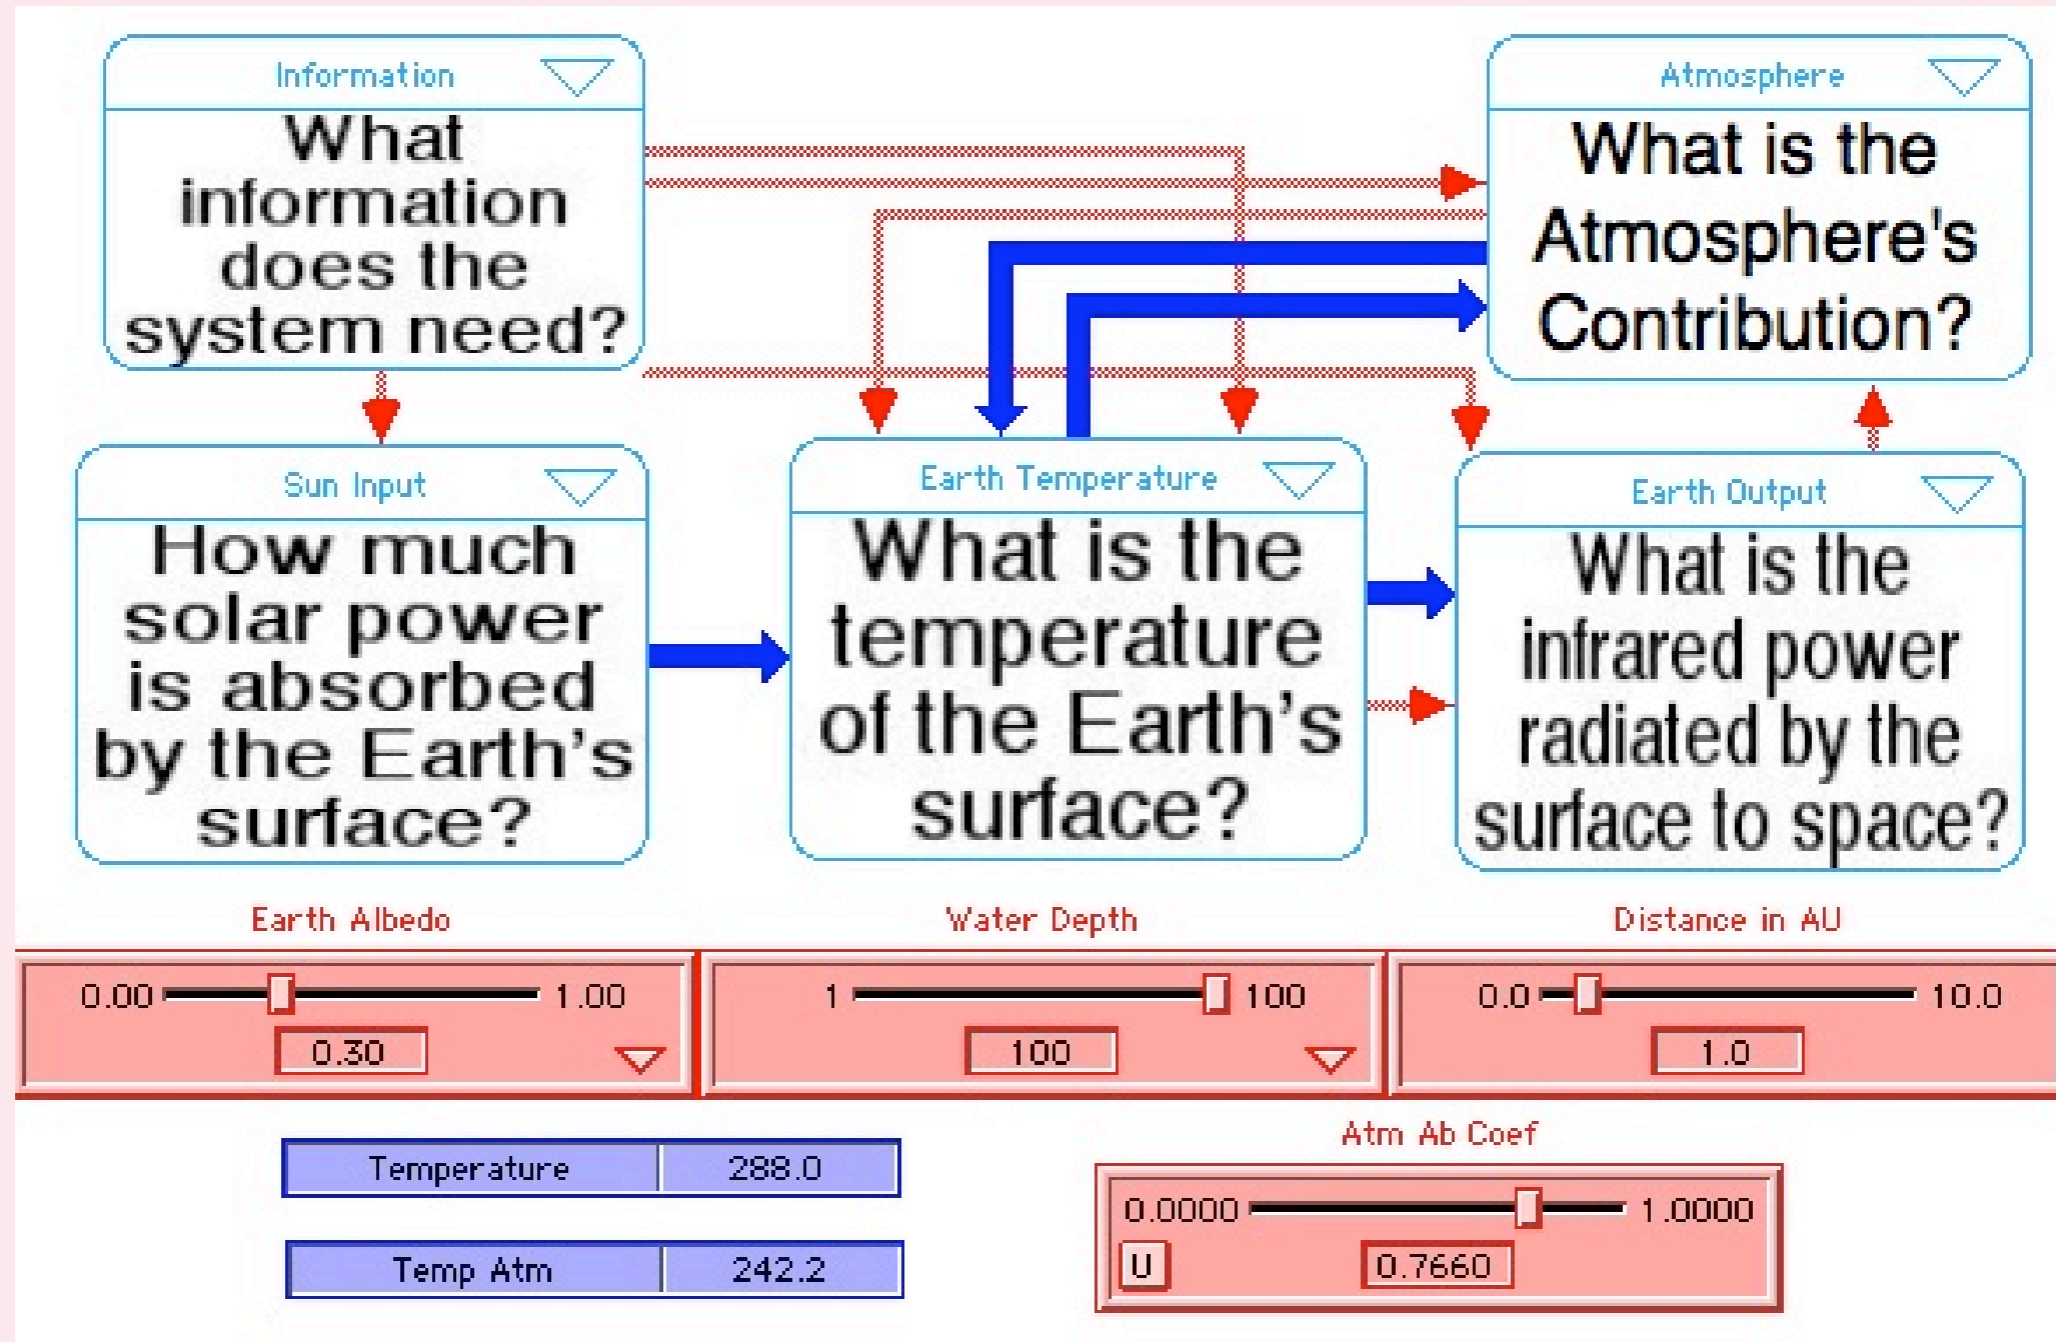 Information
What
information
does the
system need?
Atmosphere
What is the
Atmosphere's
Contribution?
Sun Input
How much
solar power
is absorbed
by the Earth’s
surface?
Earth Temperature
What is the
temperature
of the Earth’s
surface?
Earth Output
What is the
infrared power
radiated by the
surface to space?
Earth Albedo
0.00 1.00
0.30
Water Depth
1 100
100
Distance in AU
0.0 10.0
1.0
Temperature 288.0
Temp Atm 242.2
Atm Ab Coef
0.0000 1.0000
U 0.7660